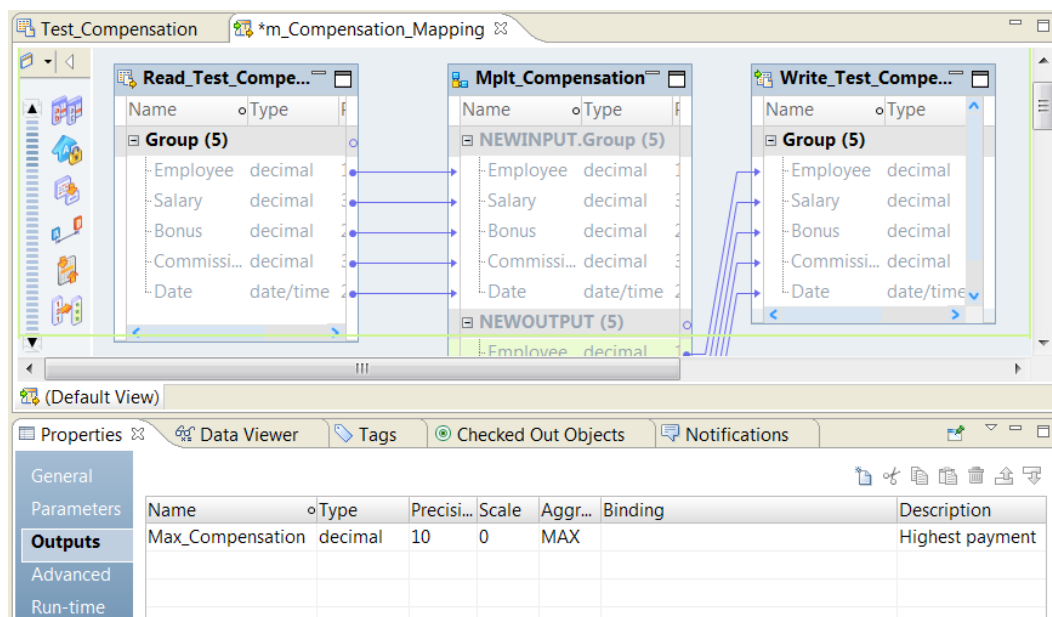 Test_Compensation *m_Compensation_Mapping
Read_Test_Compe... Mplt_Compensation Write_Test_Compe...
Name Type Name Type Name Type
Group (5) NEWINPUT.Group (5) Group (5)
Employee decimal Employee decimal Employee decimal
Salary decimal Salary decimal Salary decimal
Bonus decimal Bonus decimal Bonus decimal
Commissi... decimal Commissi... decimal Commissi... decimal
Date date/time Date date/time Date date/time
NEWOUTPUT (5)
Employee decimal
(Default View)
Properties Data Viewer Tags Checked Out Objects Notifications
General
Parameters
Outputs
Advanced
Run-time
Name Type Precisi... Scale Aggr... Binding Description
Max_Compensation decimal 10 0 MAX Highest payment